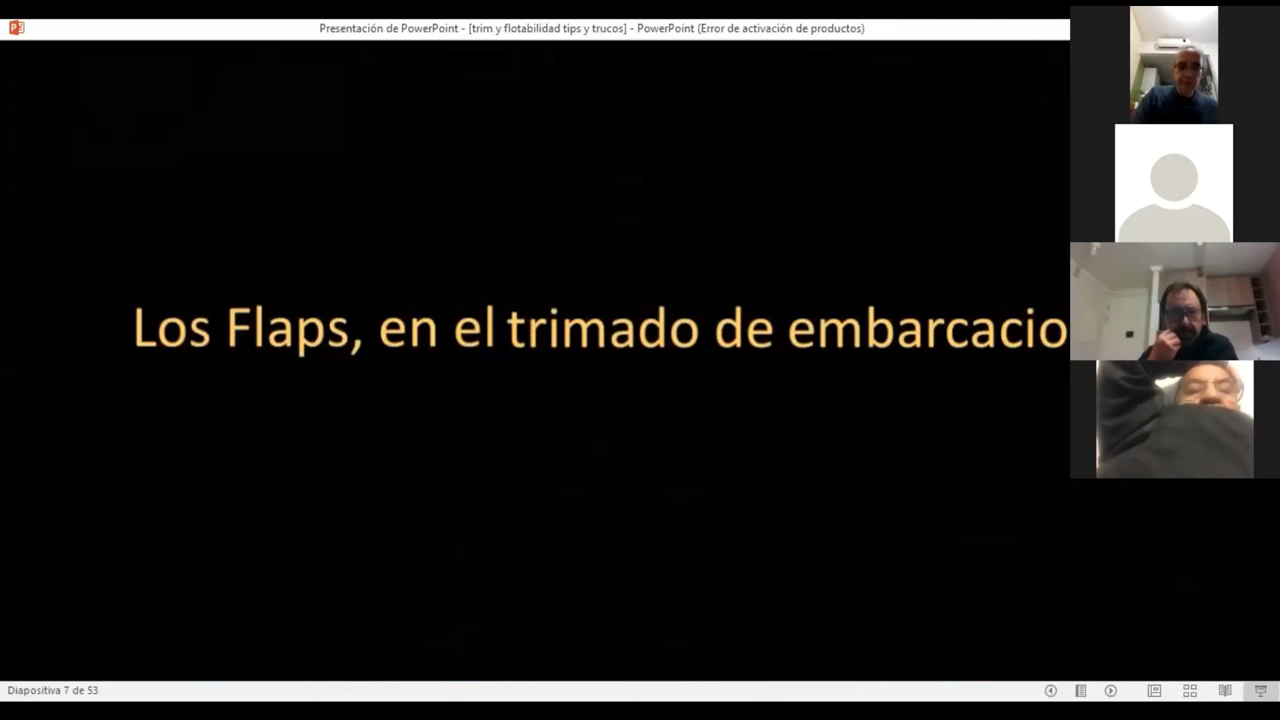 Presentación de PowerPoint - [trim y flotabilidad tips y trucos] - PowerPoint (Error de activación de productos)
Los Flaps, en el trimado de embarcacio
Diapositiva 7 de 53